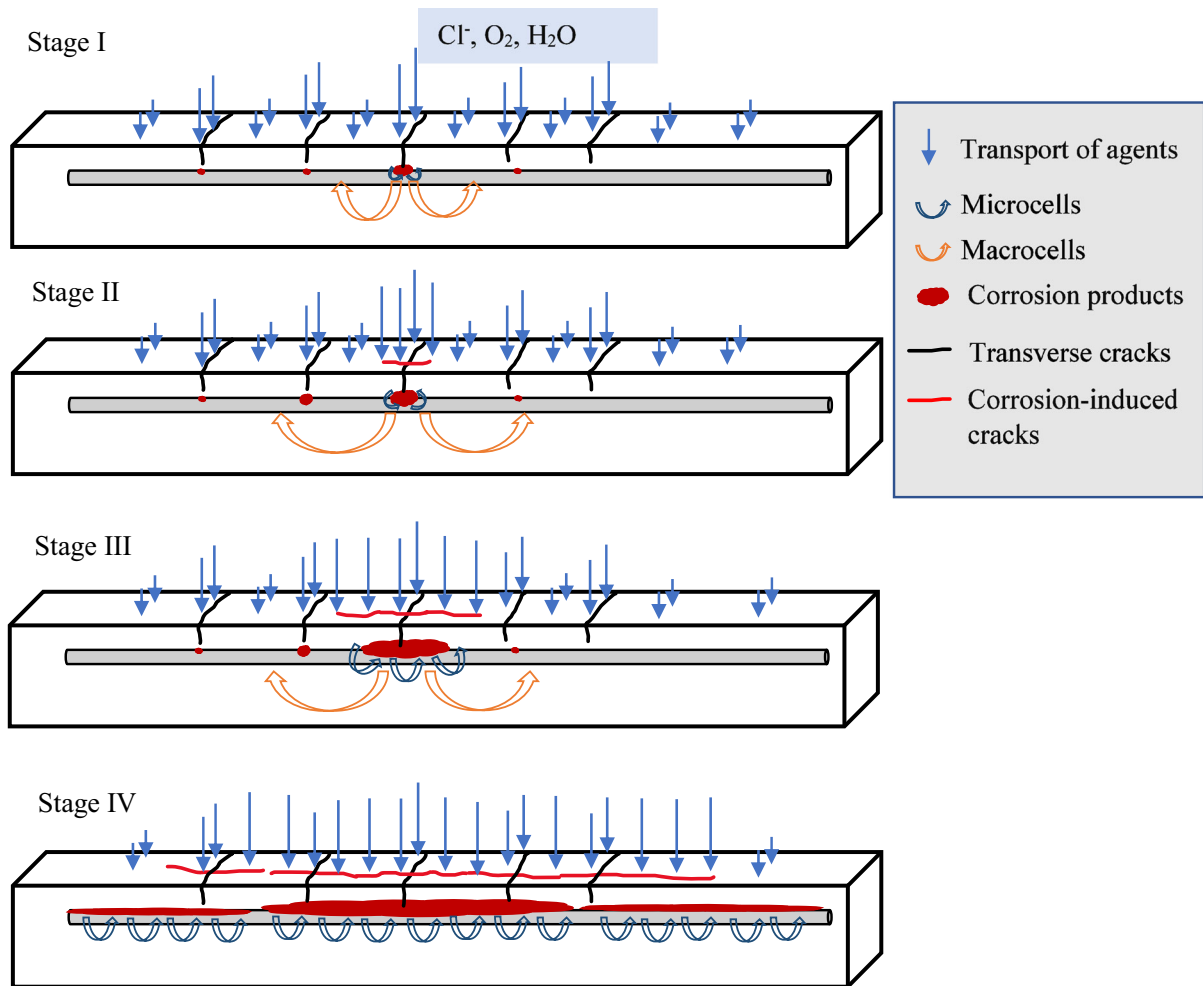 Stage I
Cl⁻, O₂, H₂O
Transport of agents
Microcells
Macrocells
Corrosion products
Transverse cracks
Corrosion-induced
cracks
Stage II
Stage III
Stage IV